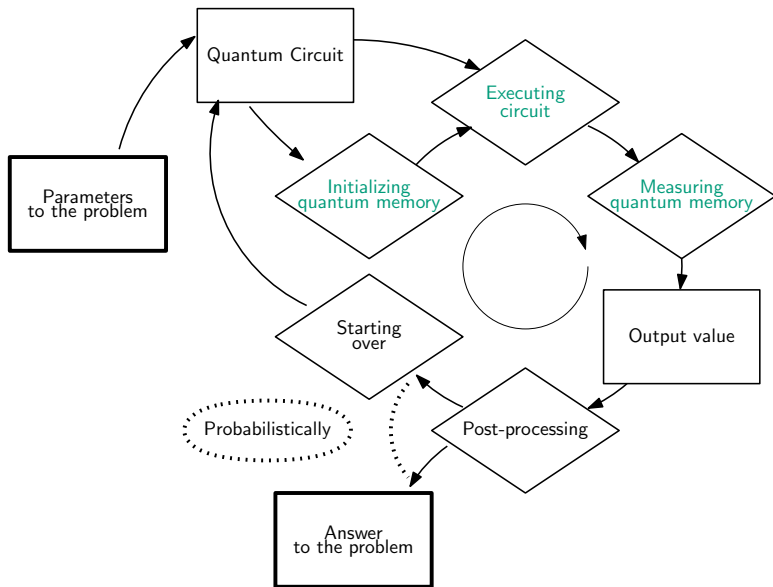 Quantum Circuit
Executing
circuit
Parameters
to the problem
Initializing
quantum memory
Measuring
quantum memory
Starting
over
Output value
Probabilistically
Post-processing
Answer
to the problem